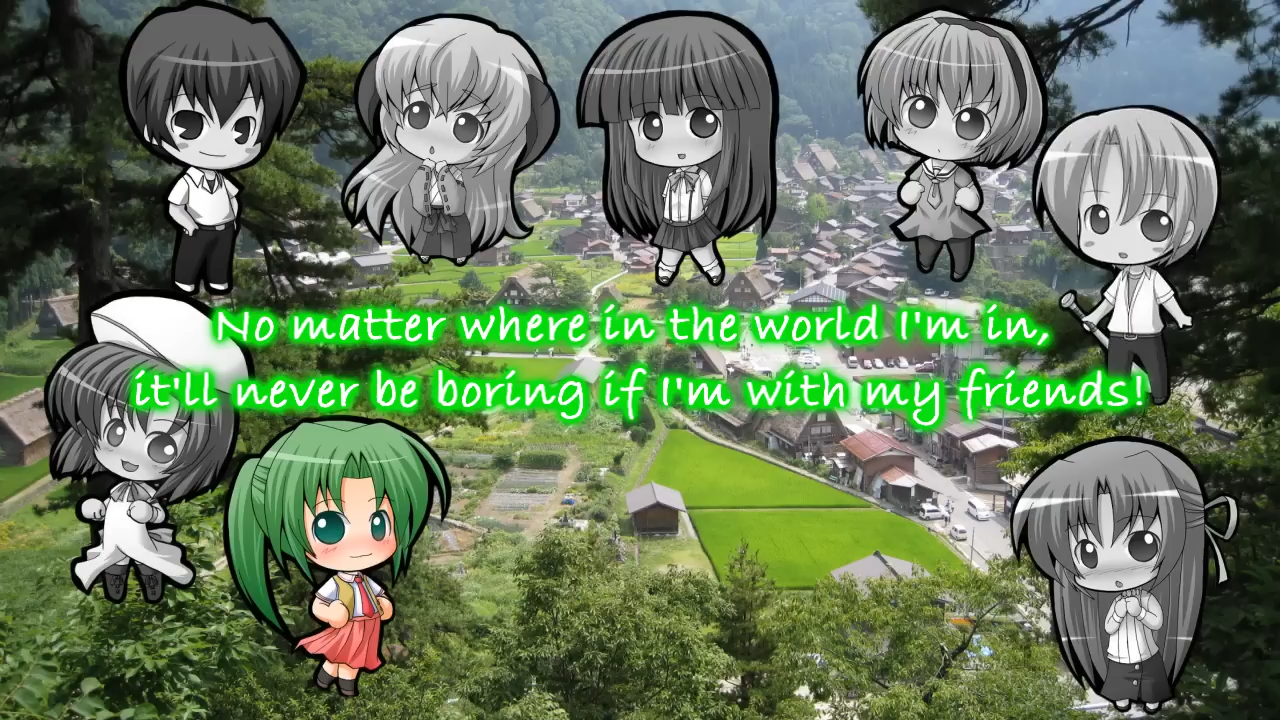 No matter where in the world I'm in,
it'll never be boring if I'm with my friends!